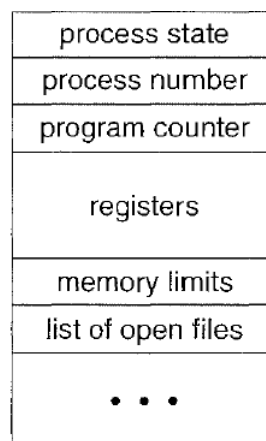 process state
process number
program counter
registers
memory limits
list of open files
• • •